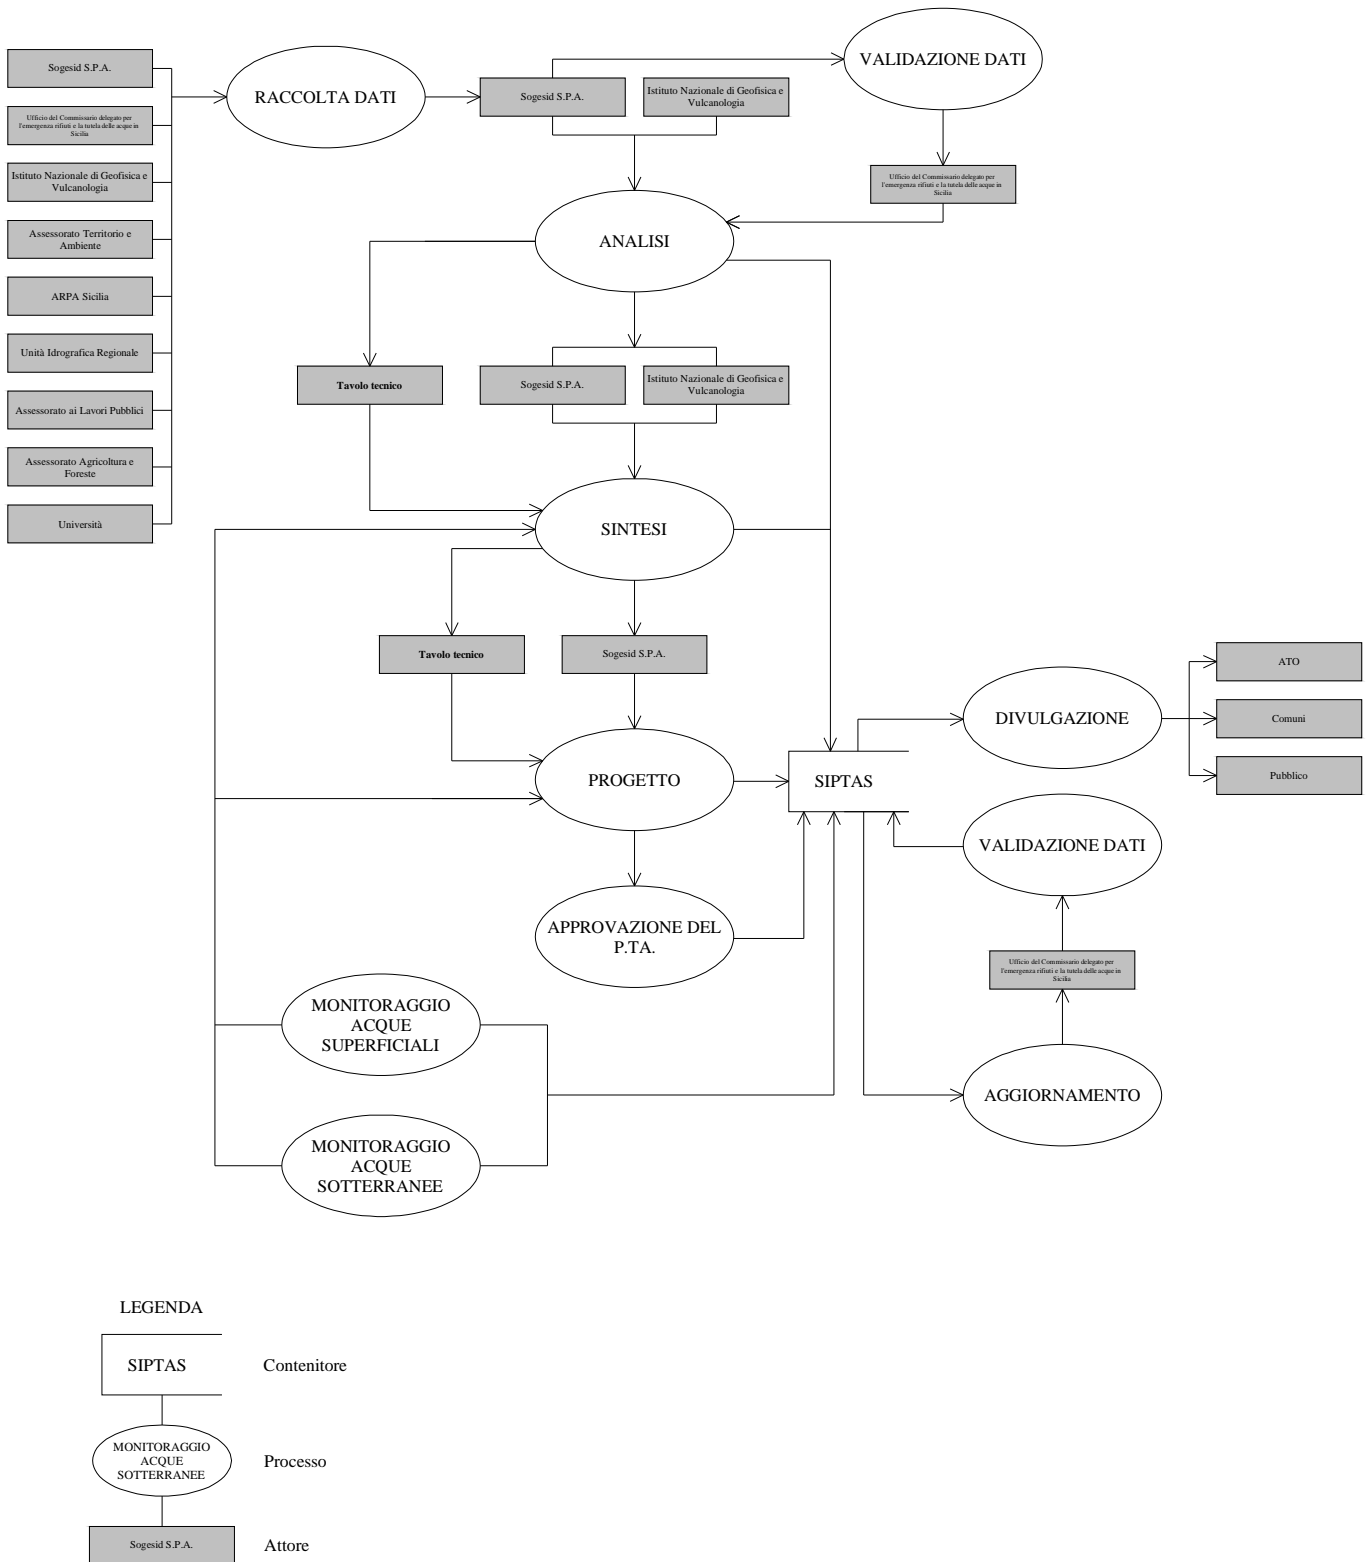 VALIDAZIONE DATI
Sogesid S.P.A.
RACCOLTA DATI
Sogesid S.P.A.
Istituto Nazionale di Geofisica e
Vulcanologia
Ufficio del Commissario delegato per
l'emergenza rifiuti e la tutela delle acque in
Sicilia
Istituto Nazionale di Geofisica e
Vulcanologia
Ufficio del Commissario delegato per
l'emergenza rifiuti e la tutela delle acque in
Sicilia
Assessorato Territorio e
Ambiente
ANALISI
ARPA Sicilia
Unità Idrografica Regionale
Tavolo tecnico
Sogesid S.P.A.
Istituto Nazionale di Geofisica e
Vulcanologia
Assessorato ai Lavori Pubblici
Assessorato Agricoltura e
Foreste
Università
SINTESI
Tavolo tecnico
Sogesid S.P.A.
ATO
DIVULGAZIONE
Comuni
PROGETTO
SIPTAS
Pubblico
VALIDAZIONE DATI
APPROVAZIONE DEL
P.TA.
Ufficio del Commissario delegato per
l'emergenza rifiuti e la tutela delle acque in
Sicilia
MONITORAGGIO
ACQUE
SUPERFICIALI
AGGIORNAMENTO
MONITORAGGIO
ACQUE
SOTTERRANEE
LEGENDA
SIPTAS
Contenitore
MONITORAGGIO
ACQUE
SOTTERRANEE
Processo
Sogesid S.P.A.
Attore